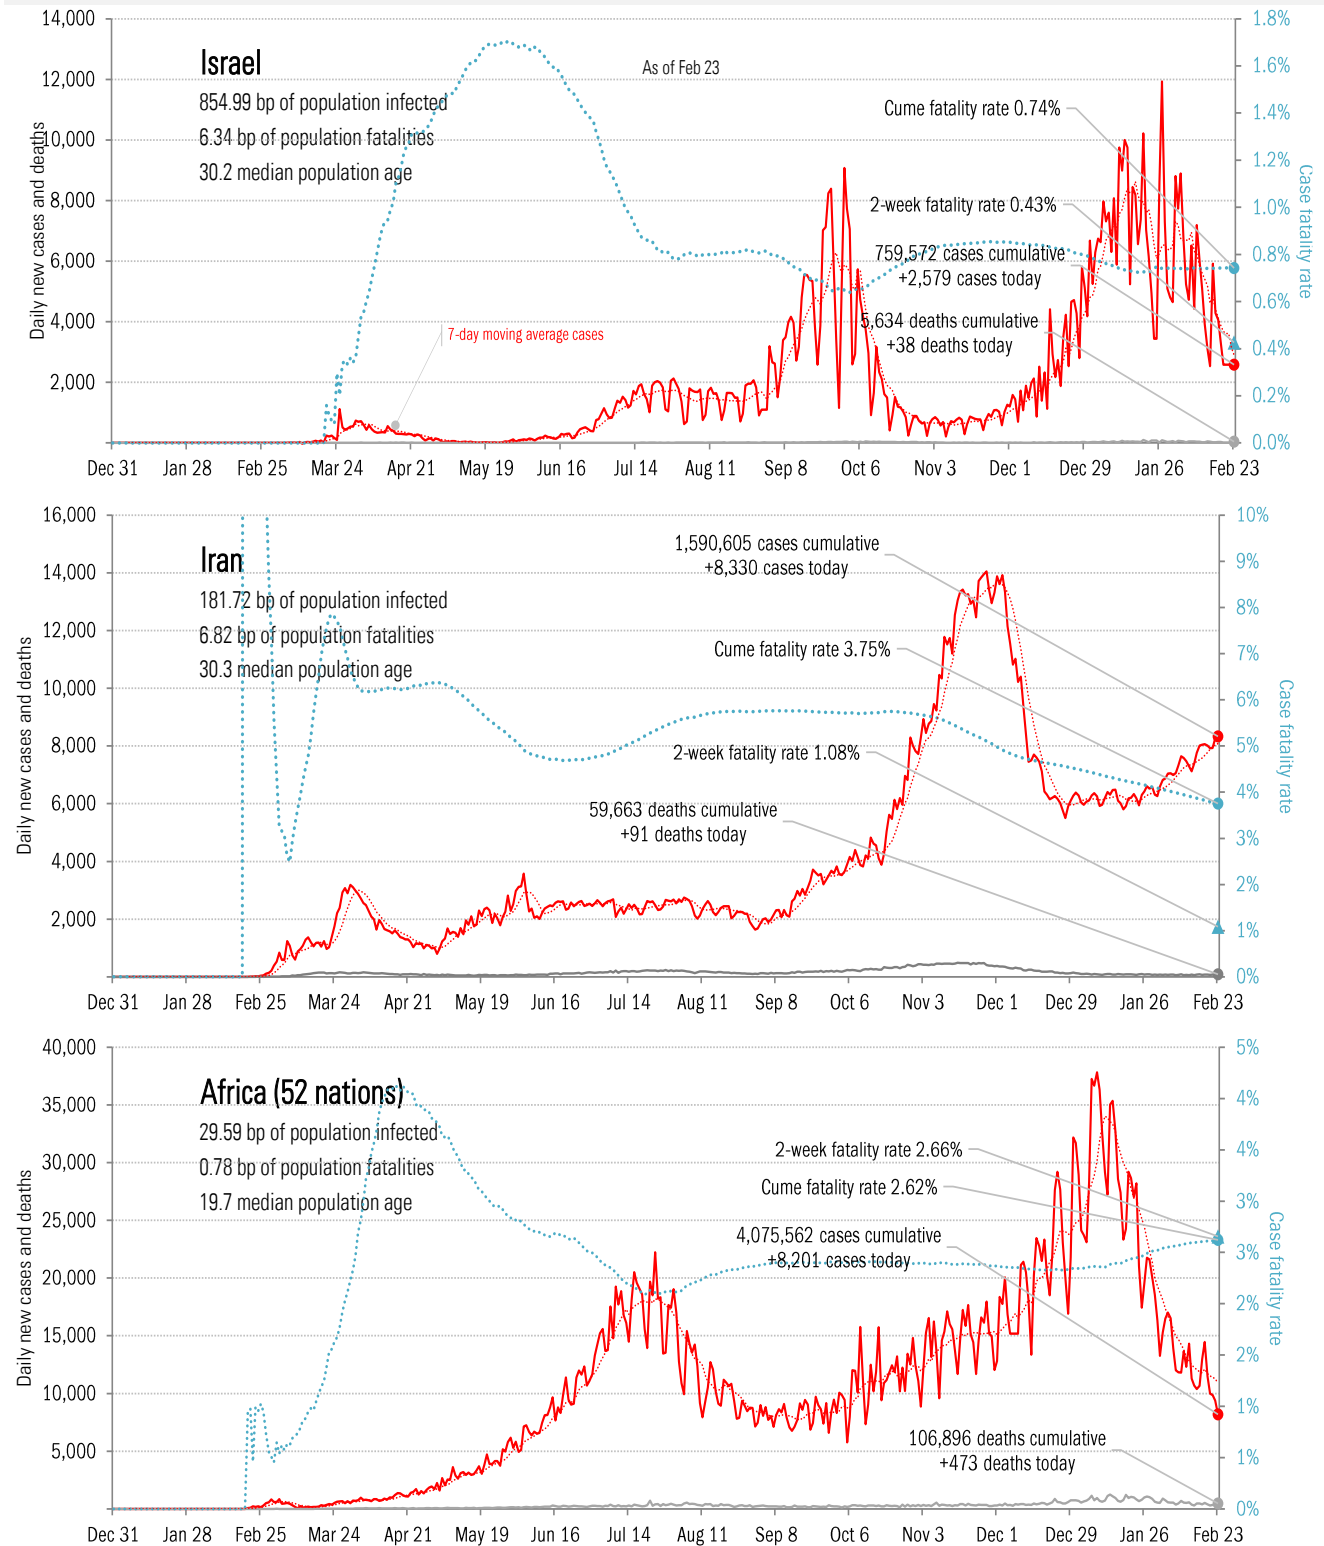 14,000
12,000
10,000
8,000
6,000
4,000
2,000
Daily new cases and deaths
Israel
854.99 bp of population infected
6.34 bp of population fatalities
30.2 median population age
As of Feb 23
Cume fatality rate 0.74%
2-week fatality rate 0.43%
759,572 cases cumulative
+2,579 cases today
5,634 deaths cumulative
+38 deaths today
7-day moving average cases
1.8%
1.6%
1.4%
1.2%
1.0%
0.8%
0.6%
0.4%
0.2%
0.0%
Case fatality rate
Dec 31 Jan 28 Feb 25 Mar 24 Apr 21 May 19 Jun 16 Jul 14 Aug 11 Sep 8 Oct 6 Nov 3 Dec 1 Dec 29 Jan 26 Feb 23
16,000
14,000
12,000
10,000
8,000
6,000
4,000
2,000
Daily new cases and deaths
Iran
181.72 bp of population infected
6.82 bp of population fatalities
30.3 median population age
1,590,605 cases cumulative
+8,330 cases today
Cume fatality rate 3.75%
2-week fatality rate 1.08%
59,663 deaths cumulative
+91 deaths today
10%
9%
8%
7%
6%
5%
4%
3%
2%
1%
0%
Case fatality rate
Dec 31 Jan 28 Feb 25 Mar 24 Apr 21 May 19 Jun 16 Jul 14 Aug 11 Sep 8 Oct 6 Nov 3 Dec 1 Dec 29 Jan 26 Feb 23
40,000
35,000
30,000
25,000
20,000
15,000
10,000
5,000
Daily new cases and deaths
Africa (52 nations)
29.59 bp of population infected
0.78 bp of population fatalities
19.7 median population age
2-week fatality rate 2.66%
Cume fatality rate 2.62%
4,075,562 cases cumulative
+8,201 cases today
106,896 deaths cumulative
+473 deaths today
5%
4%
4%
3%
3%
2%
2%
1%
1%
0%
Case fatality rate
Dec 31 Jan 28 Feb 25 Mar 24 Apr 21 May 19 Jun 16 Jul 14 Aug 11 Sep 8 Oct 6 Nov 3 Dec 1 Dec 29 Jan 26 Feb 23